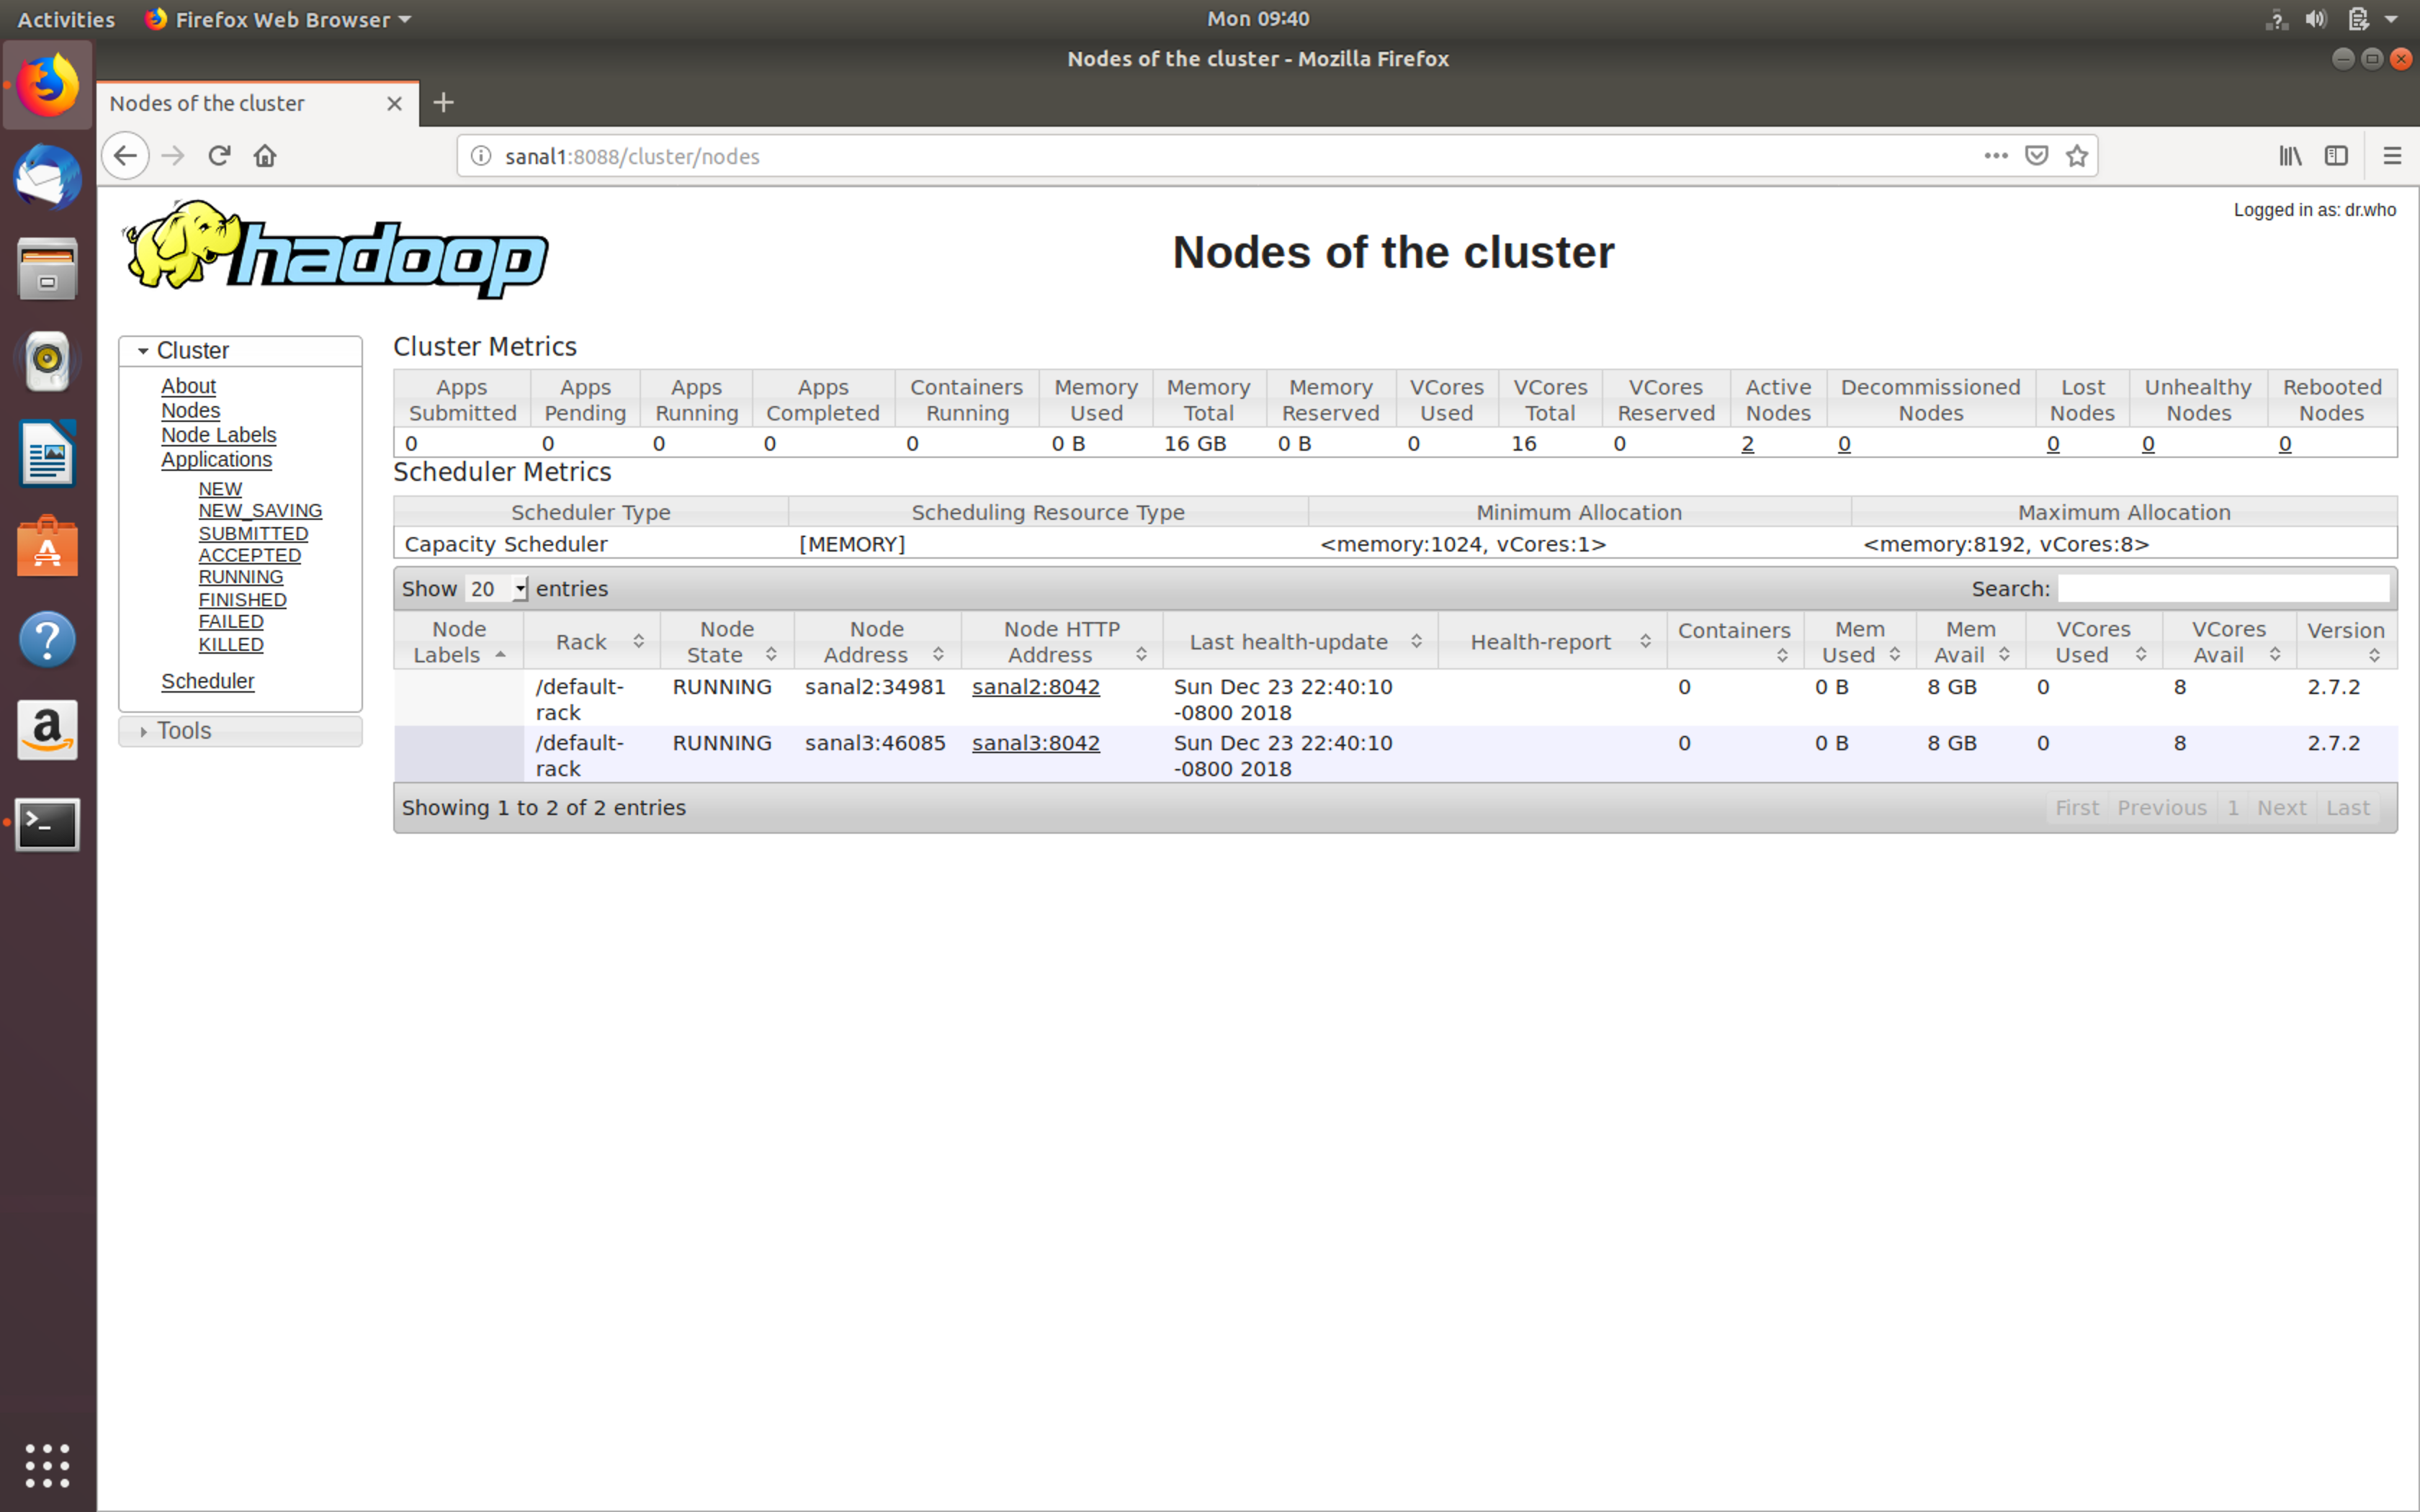 Activities Firefox Web Browser Mon 09:40
Nodes of the cluster - Mozilla Firefox
Nodes of the cluster
sanal1:8088/cluster/nodes
Logged in as: dr.who
hadoop
Nodes of the cluster
Cluster
About
Nodes
Node Labels
Applications
NEW
NEW_SAVING
SUBMITTED
ACCEPTED
RUNNING
FINISHED
FAILED
KILLED
Scheduler
Tools
Cluster Metrics
Apps Submitted Apps Pending Apps Running Apps Completed Containers Running Memory Used Memory Total Memory Reserved VCores Used VCores Total VCores Reserved Active Nodes Decommissioned Nodes Lost Nodes Unhealthy Nodes Rebooted Nodes
0 0 0 0 0 0 B 16 GB 0 B 0 16 0 2 0 0 0 0
Scheduler Metrics
Scheduler Type Scheduling Resource Type Minimum Allocation Maximum Allocation
Capacity Scheduler [MEMORY] <memory:1024, vCores:1> <memory:8192, vCores:8>
Show 20 entries Search:
Node Labels Rack Node State Node Address Node HTTP Address Last health-update Health-report Containers Mem Used Mem Avail VCores Used VCores Avail Version
/default-rack RUNNING sanal2:34981 sanal2:8042 Sun Dec 23 22:40:10 -0800 2018 0 0 B 8 GB 0 8 2.7.2
/default-rack RUNNING sanal3:46085 sanal3:8042 Sun Dec 23 22:40:10 -0800 2018 0 0 B 8 GB 0 8 2.7.2
Showing 1 to 2 of 2 entries First Previous 1 Next Last